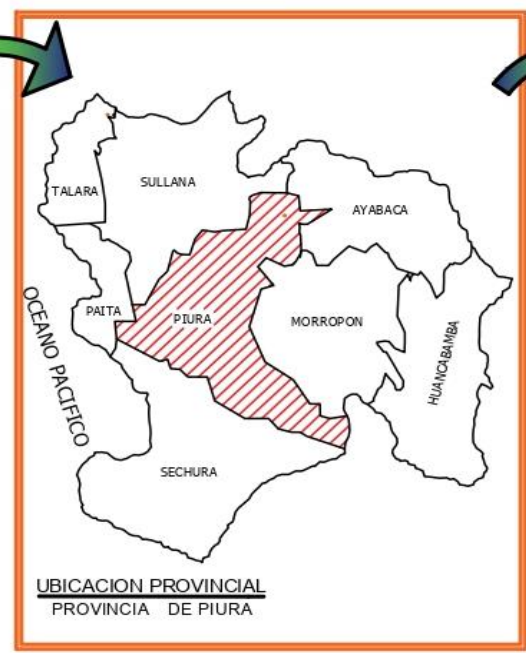 SULLANA
TALARA
AYABACA
PAITA
PIURA
MORROPON
HUANCABAMBA
OCEANO PACIFICO
SECHURA
UBICACION PROVINCIAL
PROVINCIA DE PIURA